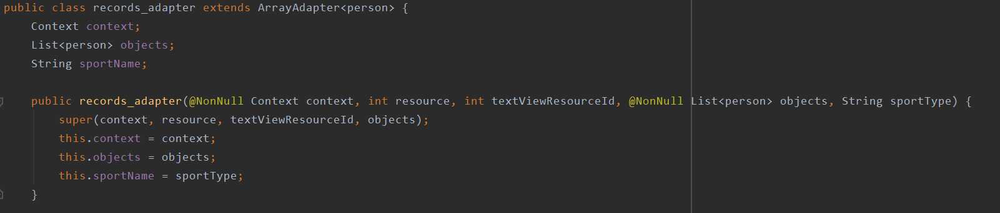 public class records_adapter extends ArrayAdapter<person> {
    Context context;
    List<person> objects;
    String sportName;

    public records_adapter(@NonNull Context context, int resource, int textViewResourceId, @NonNull List<person> objects, String sportType) {
        super(context, resource, textViewResourceId, objects);
        this.context = context;
        this.objects = objects;
        this.sportName = sportType;
    }